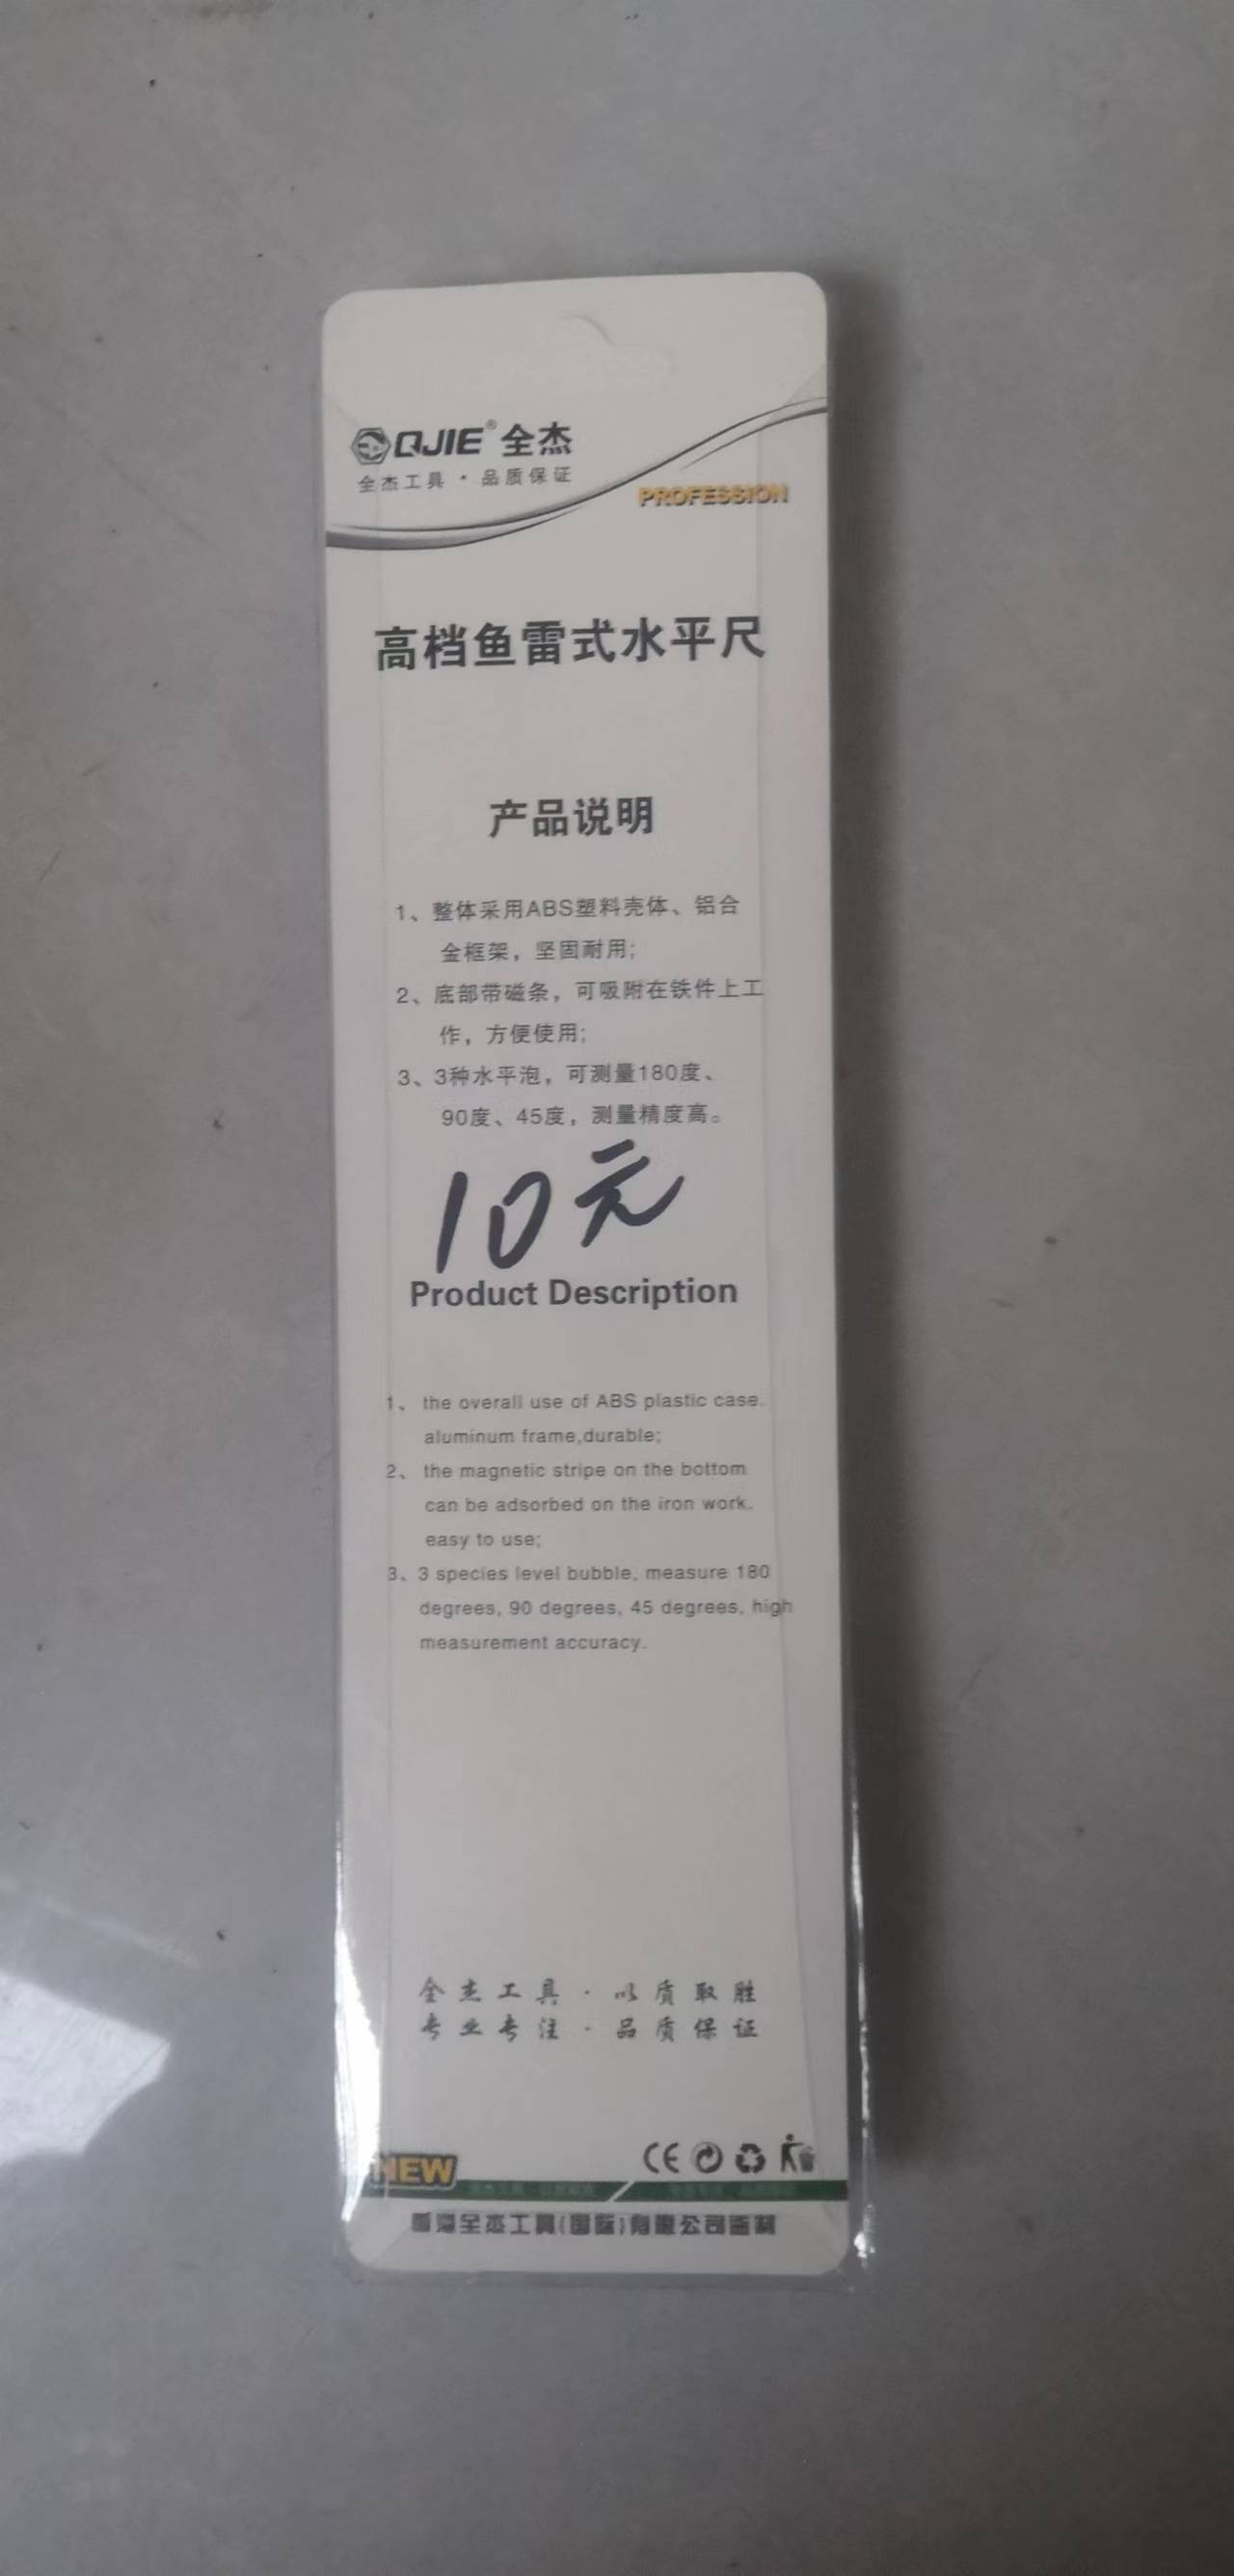 QJIE® 全杰
全杰工具·品质保证
PROFESSION
高档鱼雷式水平尺
产品说明
1、整体采用ABS塑料壳体、铝合
金框架，坚固耐用;
2、底部带磁条，可吸附在铁件上工
作，方便使用;
3、3种水平泡，可测量180度、
90度、45度，测量精度高。
10元
Product Description
1、 the overall use of ABS plastic case.
aluminum frame,durable;
2、 the magnetic stripe on the bottom
can be adsorbed on the iron work.
easy to use;
3、3 species level bubble, measure 180
degrees, 90 degrees, 45 degrees, high
measurement accuracy.
全杰工具·以质取胜
专业专注·品质保证
NEW
CE
香港全杰工具(国际)有限公司监制